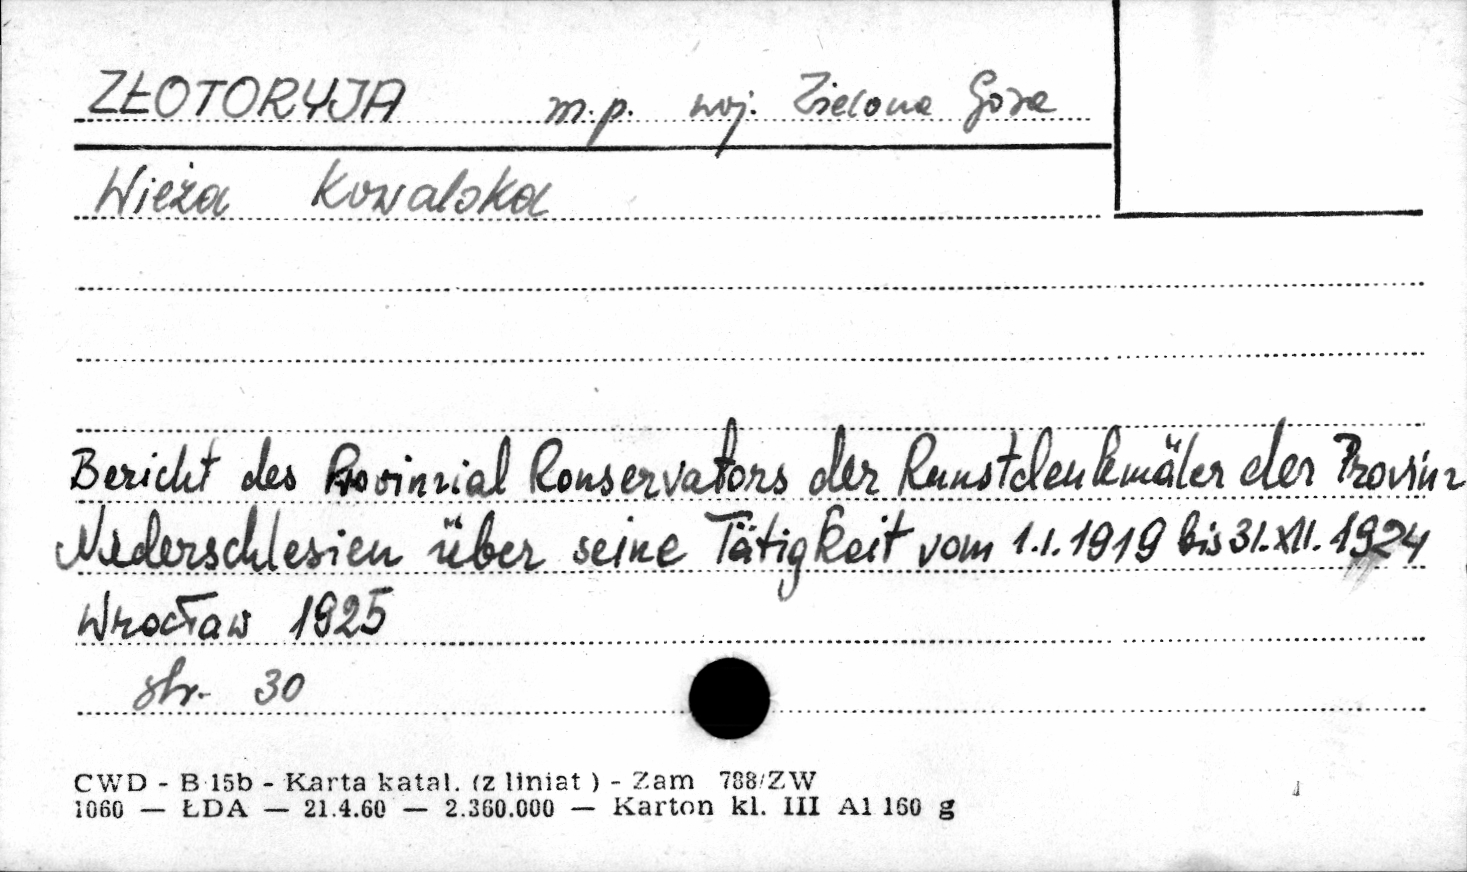 ZŁOTORYJA m.p. woj. Zielona Góra
Wieża Kowalska
Bericht des Provinzial Konservators der Kunstdenkmäler der Provinz
Niederschlesien über seine Tätigkeit vom 1.I.1919 bis 31.XII.1924
Wrocław 1925
str. 30
CWD - B 15b - Karta katal. (z liniat ) - Zam 788/ZW
1060 — ŁDA — 21.4.60 — 2.360.000 — Karton kl. III A1 160 g